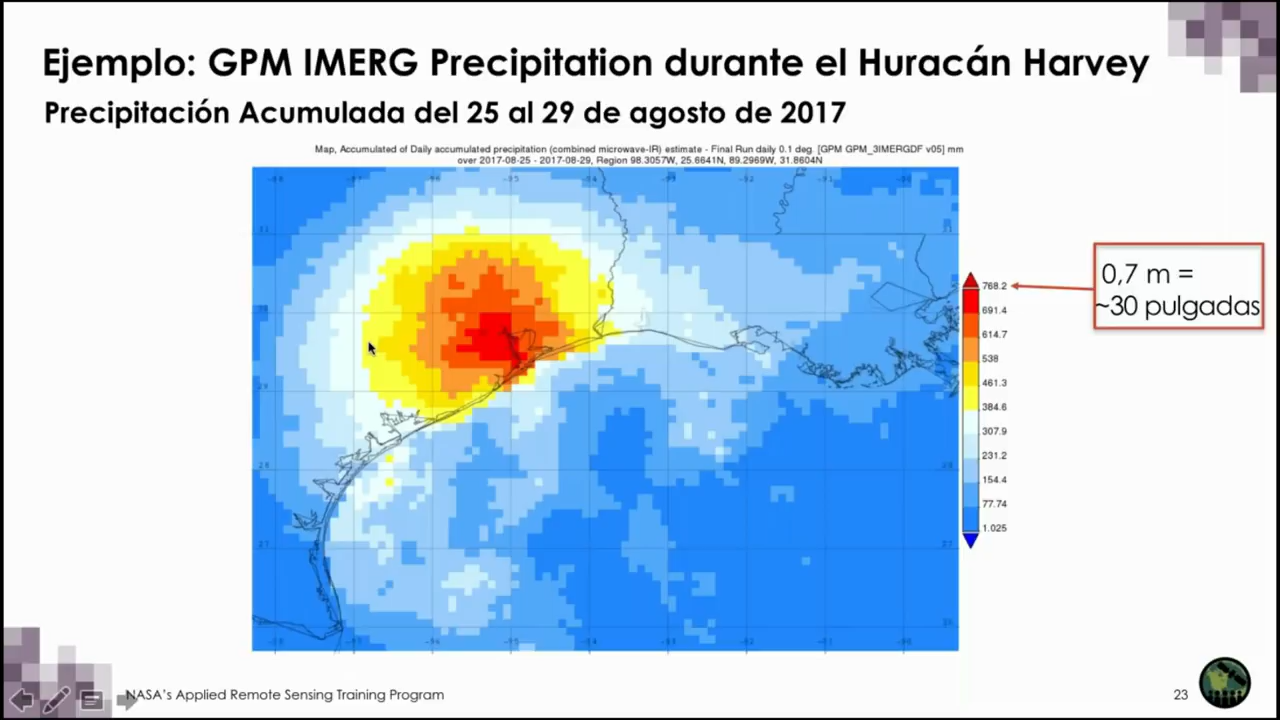 Ejemplo: GPM IMERG Precipitation durante el Huracán Harvey
Precipitación Acumulada del 25 al 29 de agosto de 2017
Map, Accumulated of Daily accumulated precipitation (combined microwave-IR) estimate - Final Run daily 0.1 deg. [GPM GPM_3IMERGDF v05] mm
over 2017-08-25 - 2017-08-29, Region 98.3057W, 25.6641N, 89.2969W, 31.8604N
0,7 m =
~30 pulgadas
768.2
691.4
614.7
538
461.3
384.6
307.9
231.2
154.4
77.74
1.025
NASA's Applied Remote Sensing Training Program
23